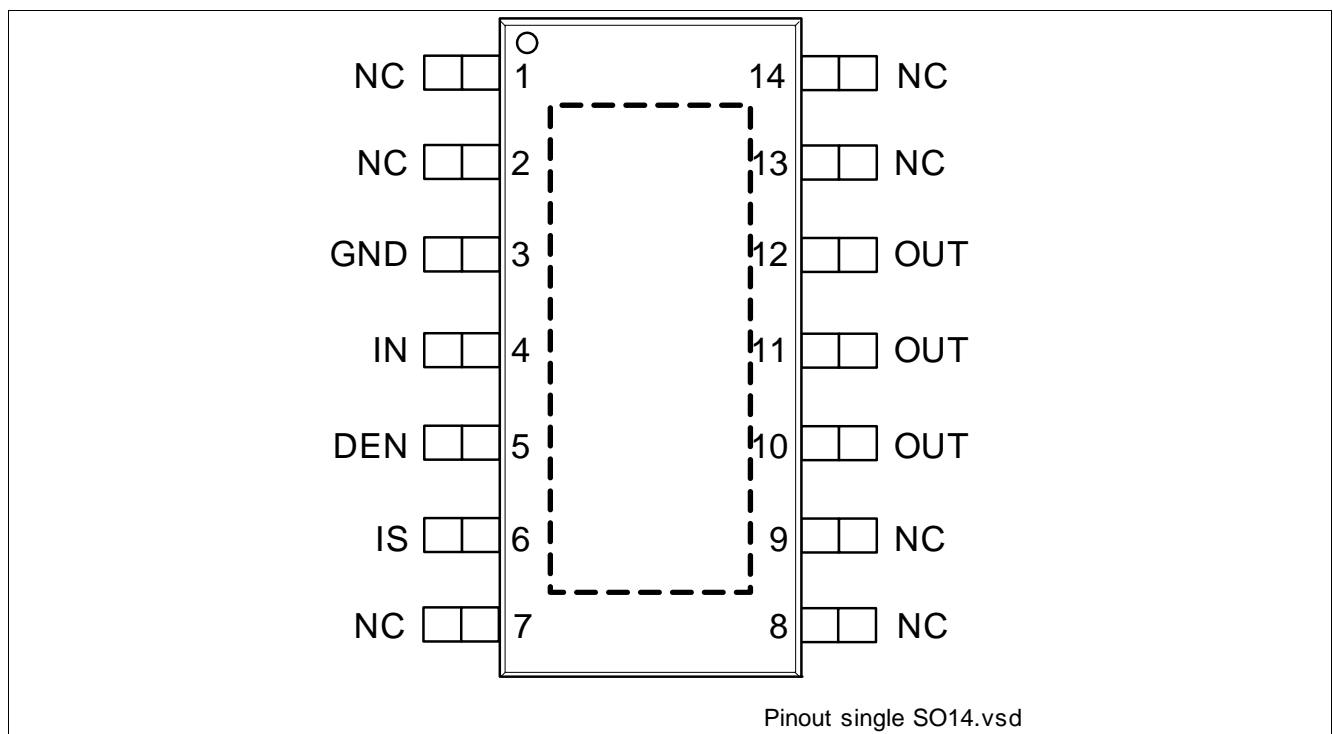 NC 1 14 NC
NC 2 13 NC
GND 3 12 OUT
IN 4 11 OUT
DEN 5 10 OUT
IS 6 9 NC
NC 7 8 NC
Pinout single SO14.vsd